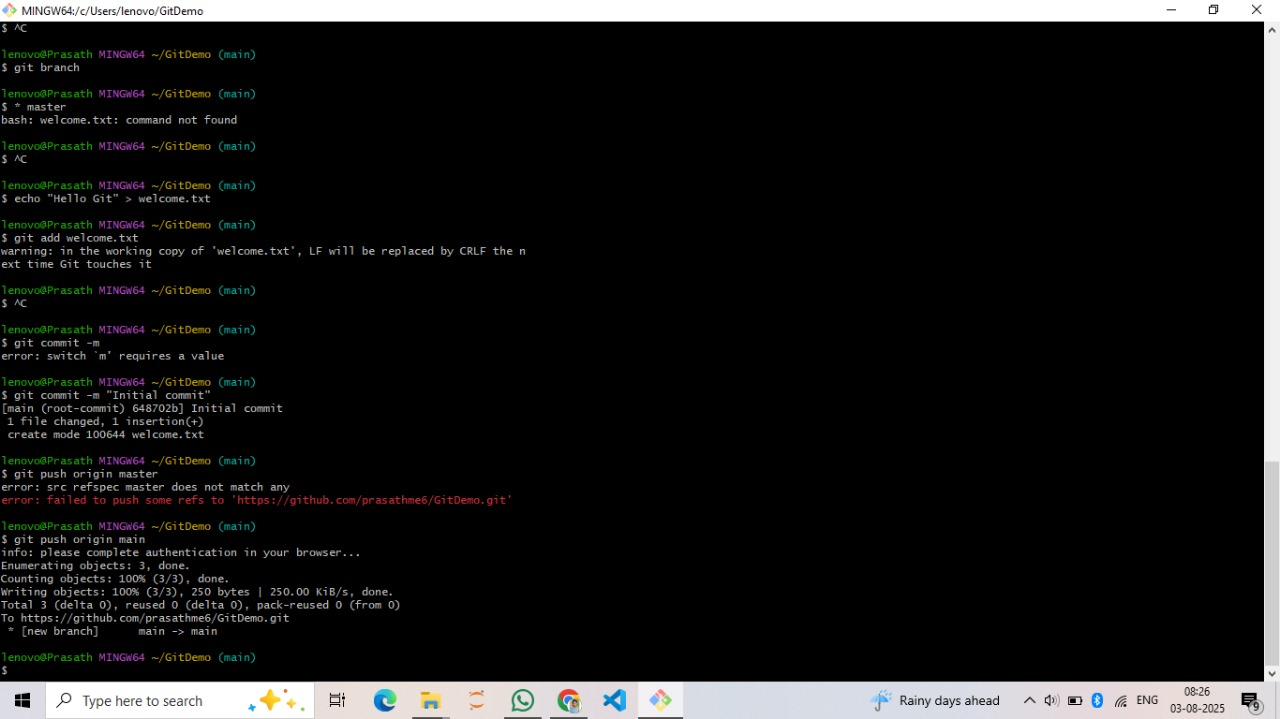 MINGW64:/c/Users/lenovo/GitDemo
$ ^C
lenovo@Prasath MINGW64 ~/GitDemo (main)
$ git branch
lenovo@Prasath MINGW64 ~/GitDemo (main)
$ * master
bash: welcome.txt: command not found
lenovo@Prasath MINGW64 ~/GitDemo (main)
$ ^C
lenovo@Prasath MINGW64 ~/GitDemo (main)
$ echo "Hello Git" > welcome.txt
lenovo@Prasath MINGW64 ~/GitDemo (main)
$ git add welcome.txt
warning: in the working copy of 'welcome.txt', LF will be replaced by CRLF the n
ext time Git touches it
lenovo@Prasath MINGW64 ~/GitDemo (main)
$ ^C
lenovo@Prasath MINGW64 ~/GitDemo (main)
$ git commit -m
error: switch `m' requires a value
lenovo@Prasath MINGW64 ~/GitDemo (main)
$ git commit -m "Initial commit"
[main (root-commit) 648702b] Initial commit
 1 file changed, 1 insertion(+)
 create mode 100644 welcome.txt
lenovo@Prasath MINGW64 ~/GitDemo (main)
$ git push origin master
error: src refspec master does not match any
error: failed to push some refs to 'https://github.com/prasathme6/GitDemo.git'
lenovo@Prasath MINGW64 ~/GitDemo (main)
$ git push origin main
info: please complete authentication in your browser...
Enumerating objects: 3, done.
Counting objects: 100% (3/3), done.
Writing objects: 100% (3/3), 250 bytes | 250.00 KiB/s, done.
Total 3 (delta 0), reused 0 (delta 0), pack-reused 0 (from 0)
To https://github.com/prasathme6/GitDemo.git
 * [new branch]      main -> main
lenovo@Prasath MINGW64 ~/GitDemo (main)
$
Type here to search
Rainy days ahead
ENG
08:26
03-08-2025
9